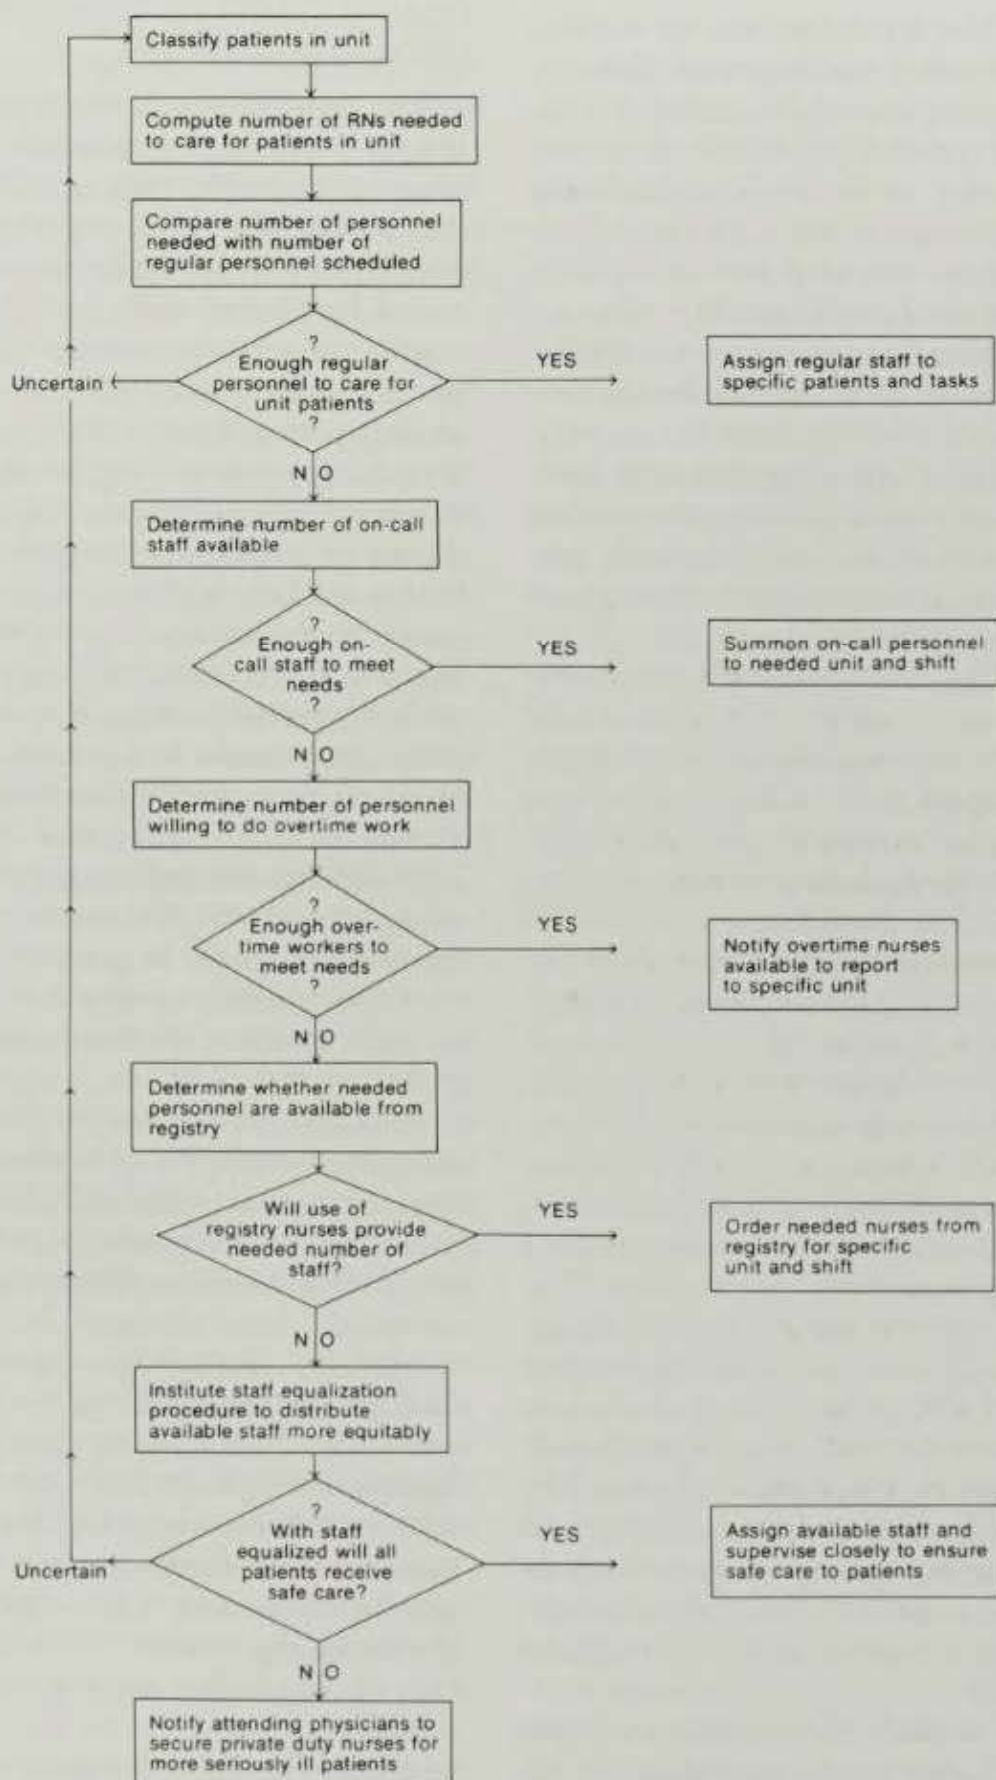 Classify patients in unit
Compute number of RNs needed
to care for patients in unit
Compare number of personnel
needed with number of
regular personnel scheduled
?
Enough regular
personnel to care for
unit patients
?
Uncertain
YES
Assign regular staff to
specific patients and tasks
NO
Determine number of on-call
staff available
?
Enough on-
call staff to meet
needs
?
YES
Summon on-call personnel
to needed unit and shift
NO
Determine number of personnel
willing to do overtime work
?
Enough over-
time workers to
meet needs
?
YES
Notify overtime nurses
available to report
to specific unit
NO
Determine whether needed
personnel are available from
registry
Will use of
registry nurses provide
needed number of
staff?
YES
Order needed nurses from
registry for specific
unit and shift
NO
Institute staff equalization
procedure to distribute
available staff more equitably
?
With staff
equalized will all
patients receive
safe care?
Uncertain
YES
Assign available staff and
supervise closely to ensure
safe care to patients
NO
Notify attending physicians to
secure private duty nurses for
more seriously ill patients